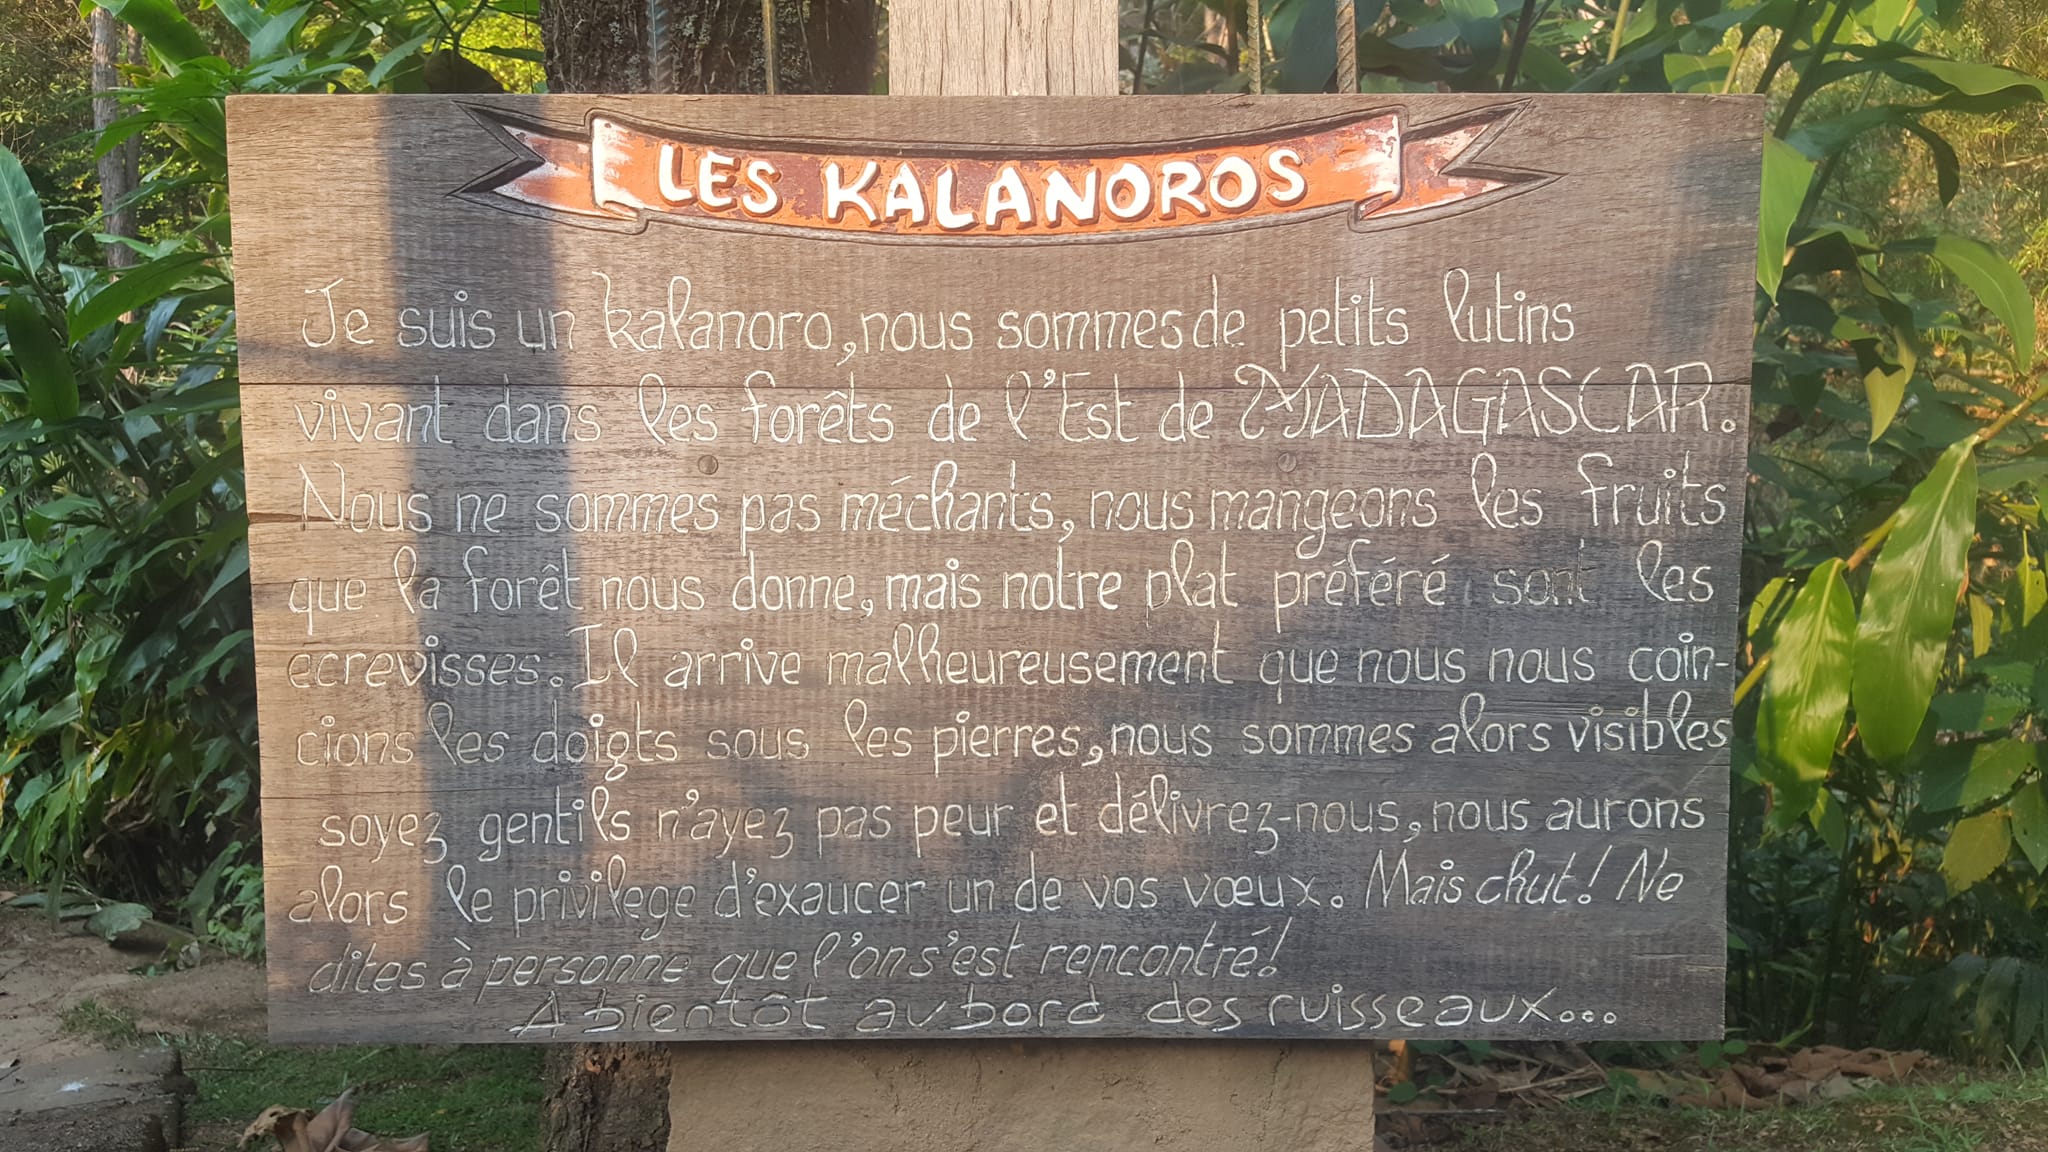 LES KALANOROS
Je suis un kalanoro, nous sommes de petits lutins
vivant dans les forêts de l'Est de MADAGASCAR.
Nous ne sommes pas méchants, nous mangeons les fruits
que la forêt nous donne, mais notre plat préféré sont les
ecrevisses. Il arrive malheureusement que nous nous coin-
cions les doigts sous les pierres, nous sommes alors visibles
soyez gentils n'ayez pas peur et délivrez-nous, nous aurons
alors le privilege d'exaucer un de vos vœux. Mais chut! Ne
dites à personne que l'on s'est rencontré!
A bientôt au bord des ruisseaux...